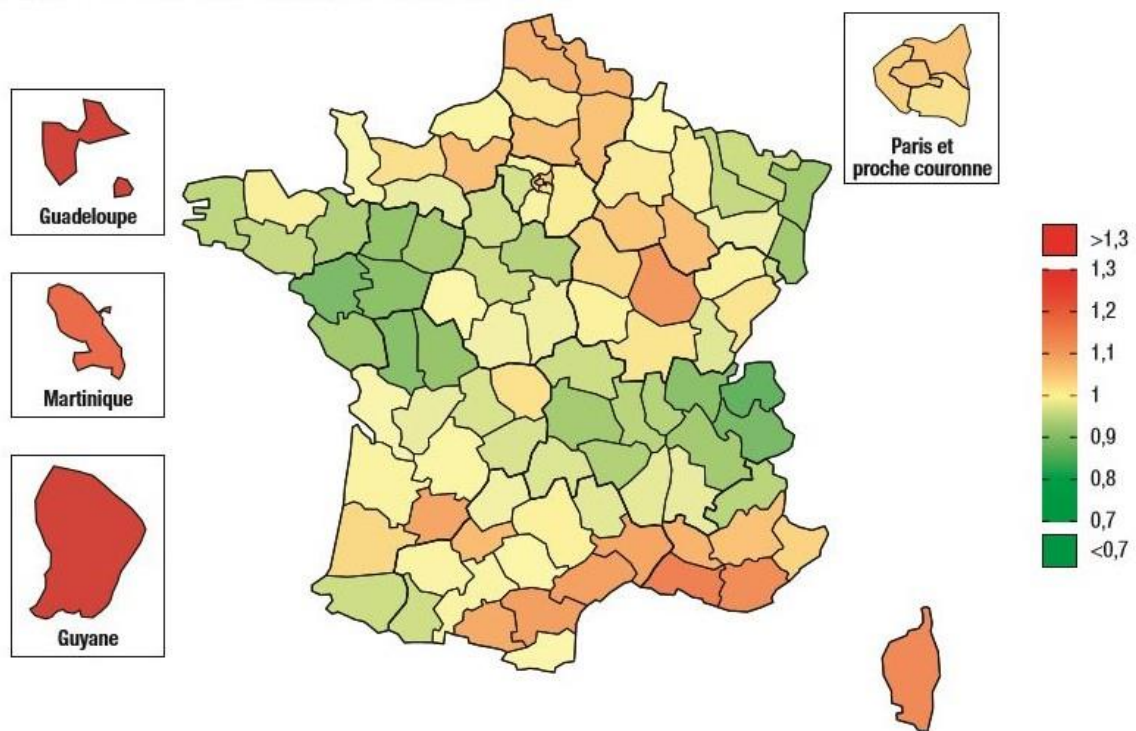 Guadeloupe
Martinique
Guyane
Paris et
proche couronne
>1,3
1,3
1,2
1,1
1
0,9
0,8
0,7
<0,7